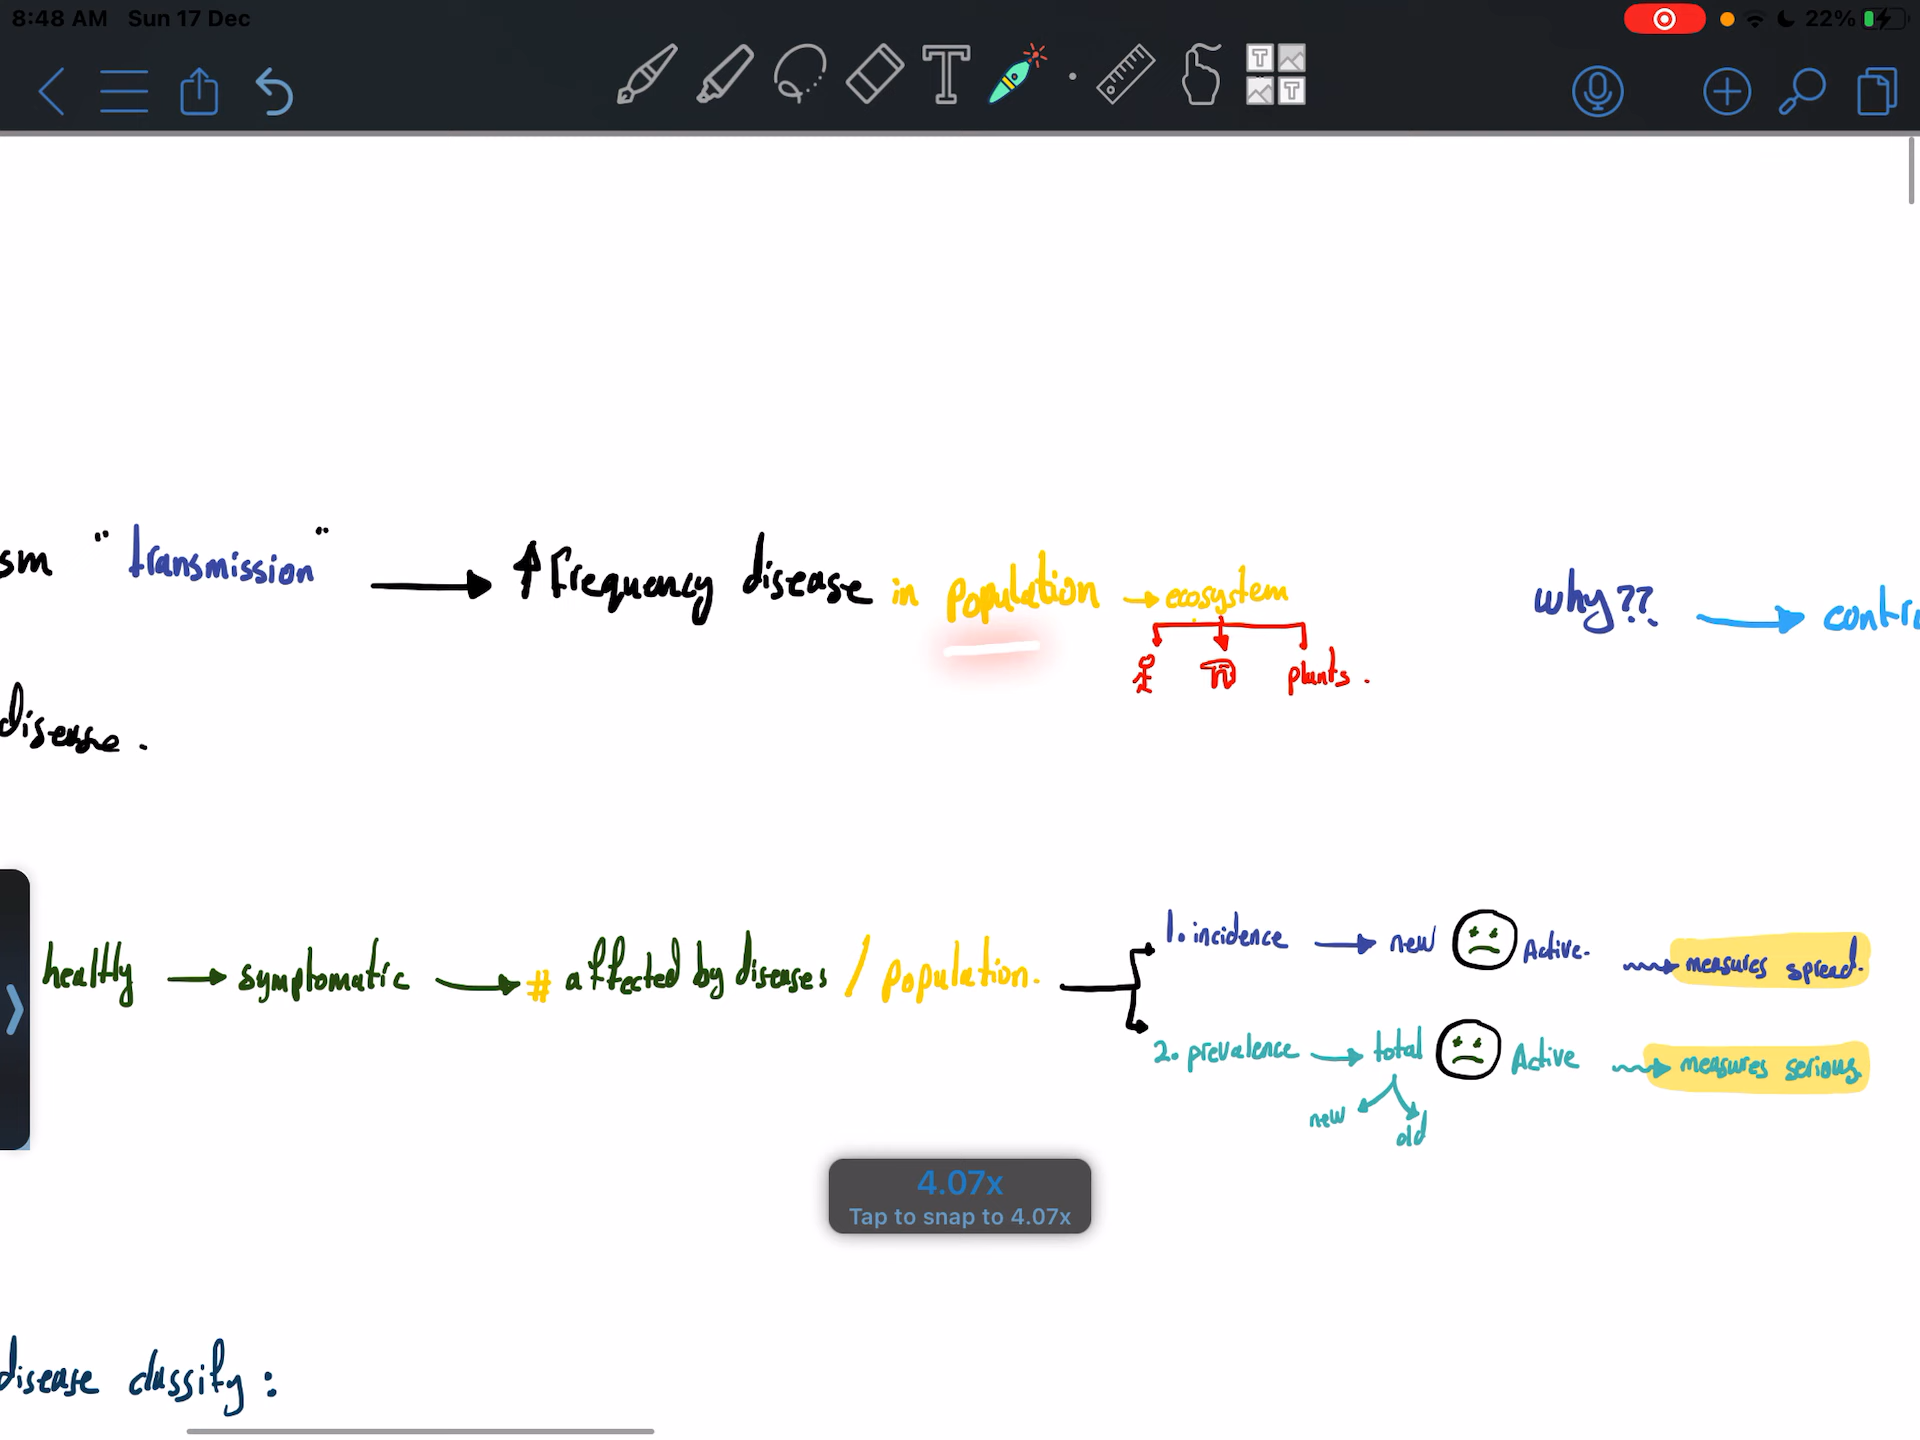 8:48 AM Sun 17 Dec
22%
T
T
T
sm " transmission " → ↑ frequency disease in population → ecosystem
plants .
why ?? →
disease .
healthy → symptomatic → # affected by diseases / population.
1. incidence → new Active. → measures spread.
2. prevalence → total Active → measures serious
new
old
4.07x
Tap to snap to 4.07x
disease classify :